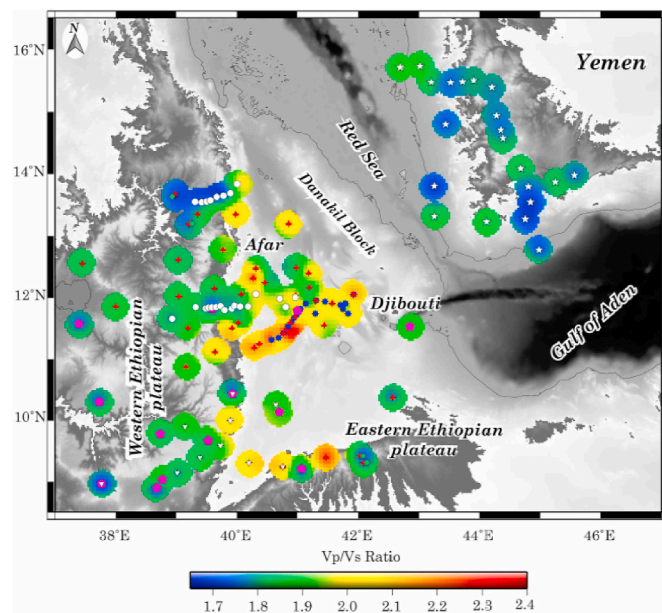 16°N
N
Yemen
Red Sea
14°N
Danakil Block
Afar
12°N
Djibouti
Gulf of Aden
Western Ethiopian
plateau
10°N
Eastern Ethiopian
plateau
38°E 40°E 42°E 44°E 46°E
Vp/Vs Ratio
1.7 1.8 1.9 2.0 2.1 2.2 2.3 2.4